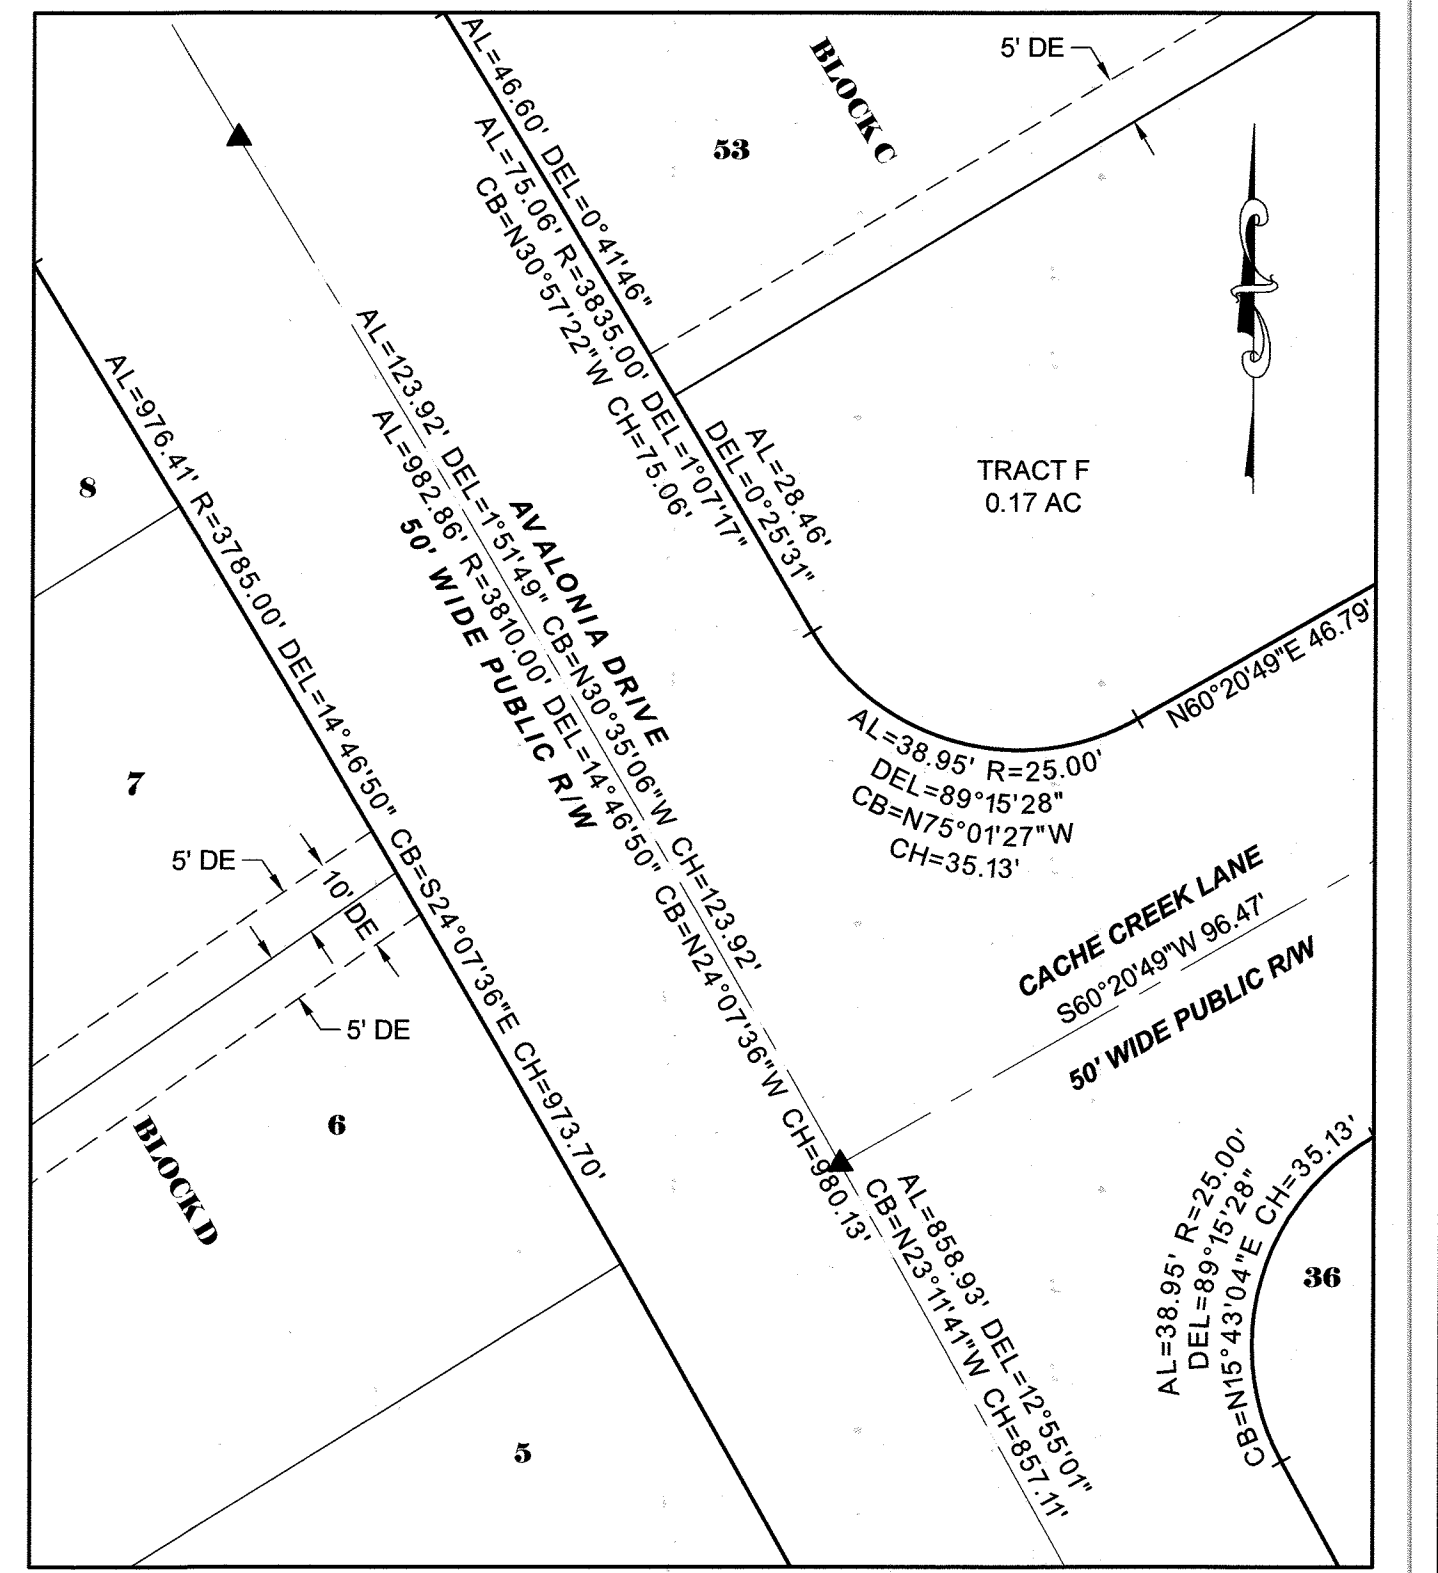 5' DE
BLOCK C
53
AL=46.60' DEL=0°41'46"
AL=75.06' R=3835.00' DEL=1°07'17"
CB=N30°57'22"W CH=75.06'
AL=28.46'
DEL=0°25'31"
TRACT F
0.17 AC
AL=123.92' DEL=1°51'49" CB=N30°35'06"W CH=123.92'
AL=982.86' R=3810.00' DEL=14°46'50" CB=N24°07'36"W CH=980.13'
AVALONIA DRIVE
50' WIDE PUBLIC R/W
AL=976.41' R=3785.00' DEL=14°46'50" CB=S24°07'36"E CH=973.70'
8
7
N60°20'49"E 46.79'
AL=38.95' R=25.00'
DEL=89°15'28"
CB=N75°01'27"W
CH=35.13'
5' DE
10' DE
5' DE
CACHE CREEK LANE
S60°20'49"W 96.47'
50' WIDE PUBLIC R/W
6
BLOCK D
AL=858.93' DEL=12°55'01"
CB=N23°11'41"W CH=857.11'
AL=38.95' R=25.00'
DEL=89°15'28"
CB=N15°43'04"E CH=35.13'
36
5